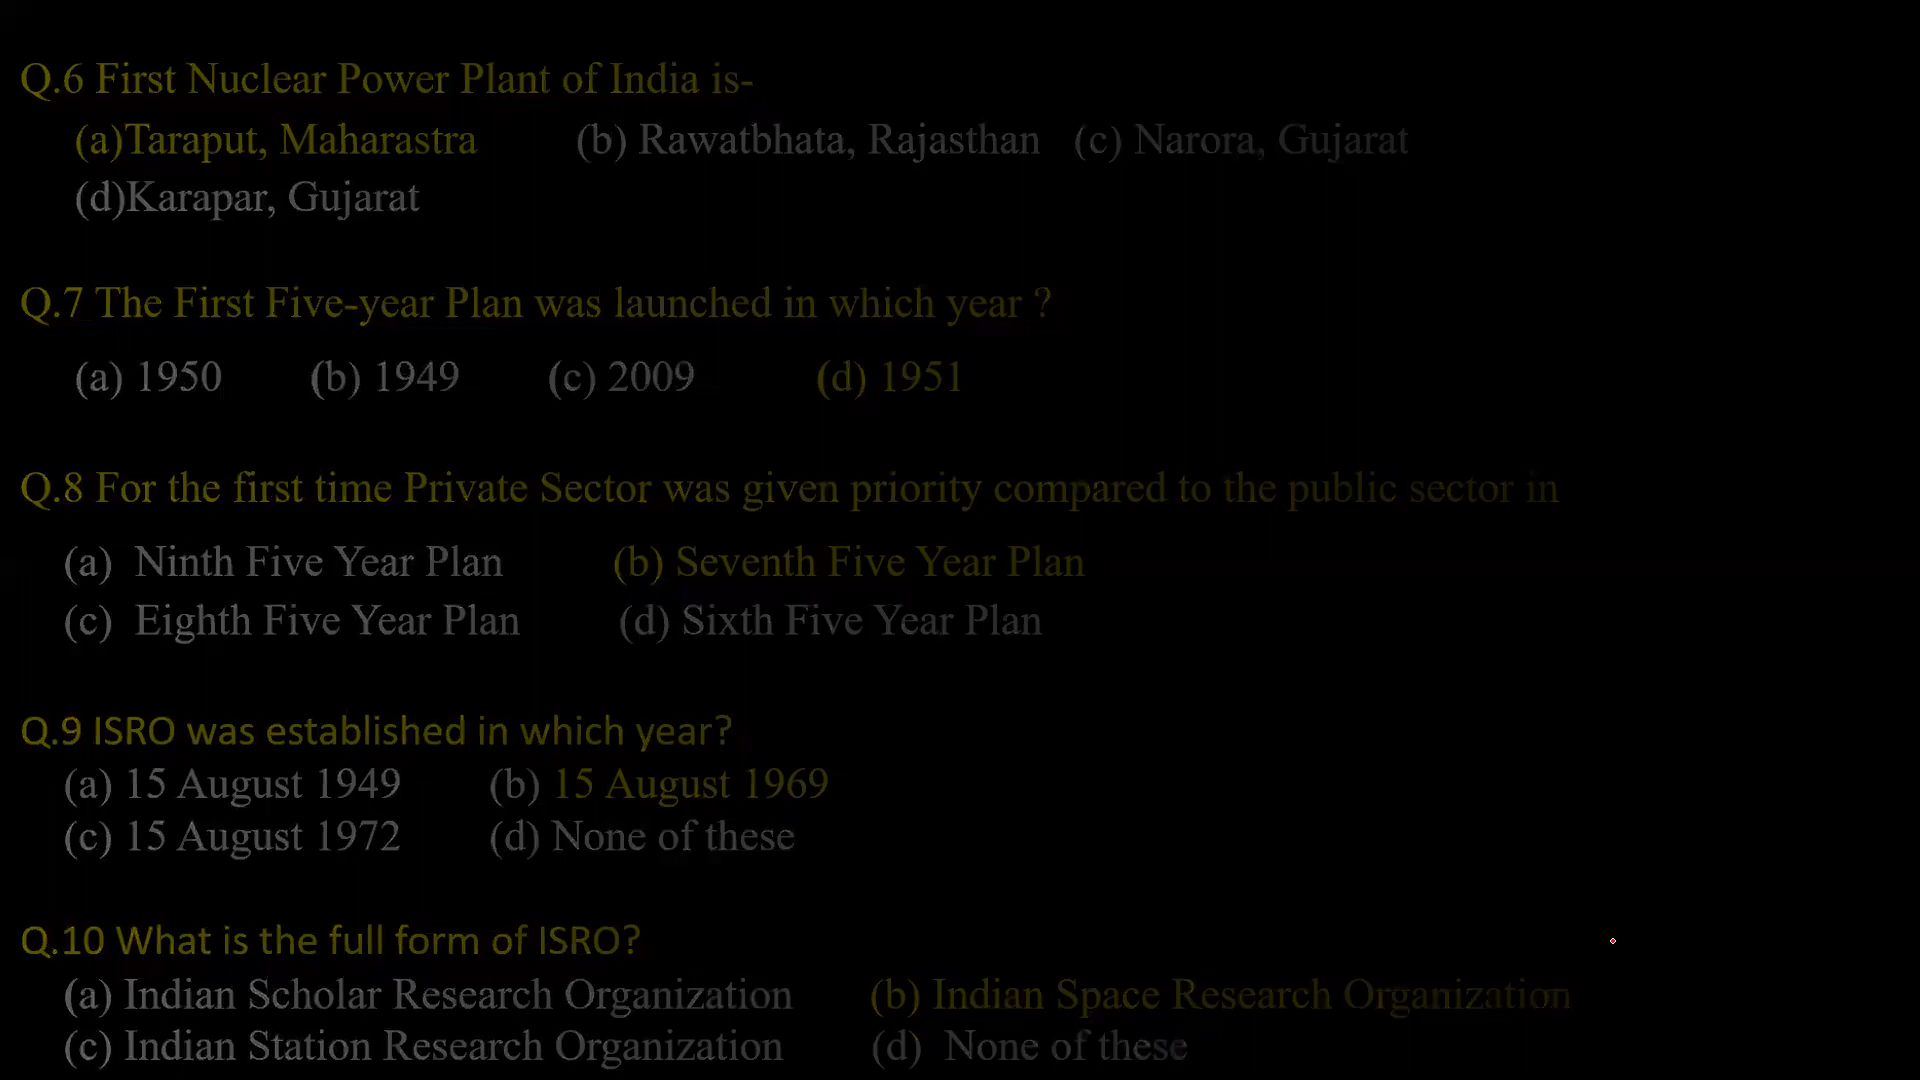 Q.6 First Nuclear Power Plant of India is-
(a)Taraput, Maharastra (b) Rawatbhata, Rajasthan (c) Narora, Gujarat
(d)Karapar, Gujarat
Q.7 The First Five-year Plan was launched in which year ?
(a) 1950 (b) 1949 (c) 2009 (d) 1951
Q.8 For the first time Private Sector was given priority compared to the public sector in
(a) Ninth Five Year Plan (b) Seventh Five Year Plan
(c) Eighth Five Year Plan (d) Sixth Five Year Plan
Q.9 ISRO was established in which year?
(a) 15 August 1949 (b) 15 August 1969
(c) 15 August 1972 (d) None of these
Q.10 What is the full form of ISRO?
(a) Indian Scholar Research Organization (b) Indian Space Research Organization
(c) Indian Station Research Organization (d) None of these